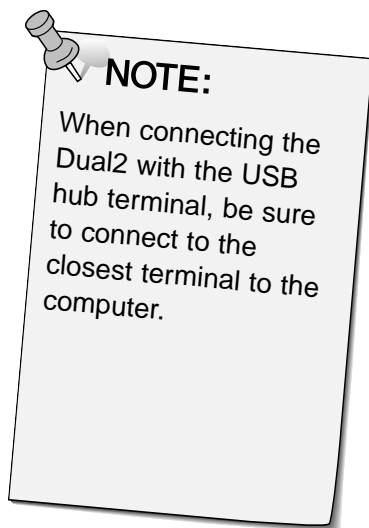 NOTE:
When connecting the
Dual2 with the USB
hub terminal, be sure
to connect to the
closest terminal to the
computer.